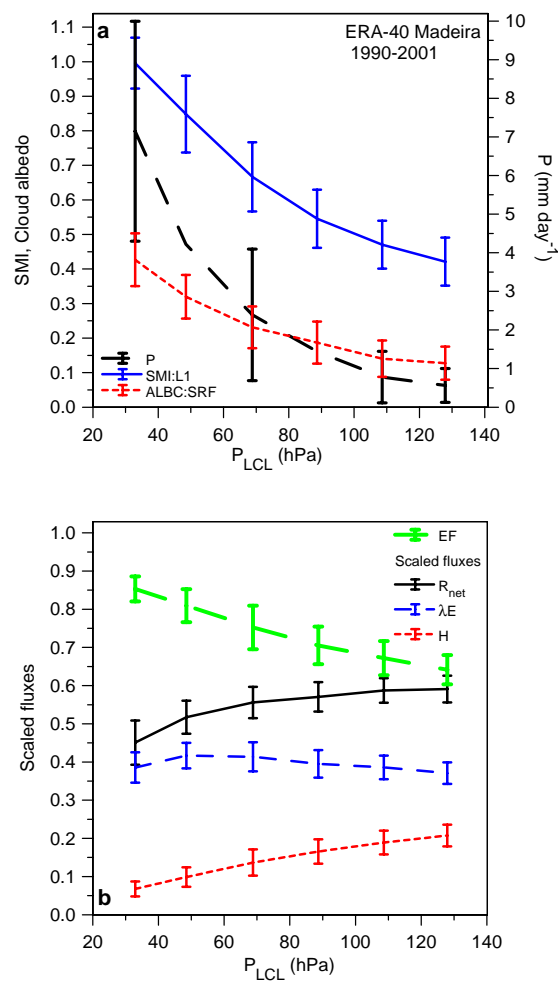 a
ERA-40 Madeira
1990-2001
1.1
1.0
0.9
0.8
0.7
0.6
0.5
0.4
0.3
0.2
0.1
0.0
SMI, Cloud albedo
10
9
8
7
6
5
4
3
2
1
0
P (mm day⁻¹)
P
SMI:L1
ALBC:SRF
20 40 60 80 100 120 140
P_LCL (hPa)
1.0
0.9
0.8
0.7
0.6
0.5
0.4
0.3
0.2
0.1
0.0
Scaled fluxes
EF
Scaled fluxes
R_net
λE
H
b
20 40 60 80 100 120 140
P_LCL (hPa)